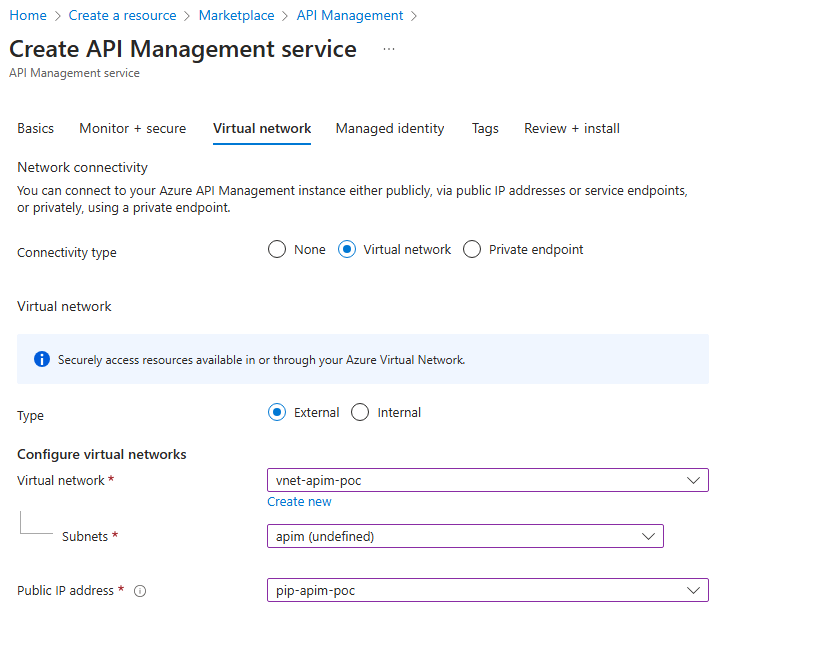 Home > Create a resource > Marketplace > API Management >
Create API Management service ...
API Management service
Basics Monitor + secure Virtual network Managed identity Tags Review + install
Network connectivity
You can connect to your Azure API Management instance either publicly, via public IP addresses or service endpoints,
or privately, using a private endpoint.
Connectivity type None Virtual network Private endpoint
Virtual network
Securely access resources available in or through your Azure Virtual Network.
Type External Internal
Configure virtual networks
Virtual network * vnet-apim-poc
Create new
Subnets * apim (undefined)
Public IP address * pip-apim-poc